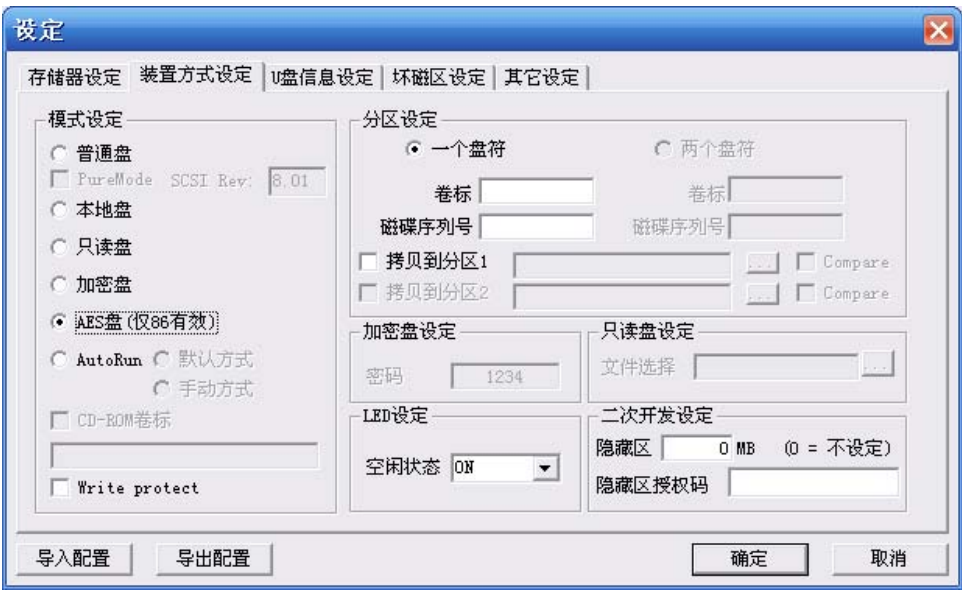 设定
存储器设定 装置方式设定 U盘信息设定 坏磁区设定 其它设定
模式设定
普通盘
PureMode SCSI Rev: 8.01
本地盘
只读盘
加密盘
AES盘(仅86有效)
AutoRun 默认方式
手动方式
CD-ROM卷标
Write protect
分区设定
一个盘符 两个盘符
卷标 卷标
磁碟序列号 磁碟序列号
拷贝到分区1 ... Compare
拷贝到分区2 ... Compare
加密盘设定
密码 1234
只读盘设定
文件选择 ...
LED设定
空闲状态 ON
二次开发设定
隐藏区 0 MB (0 = 不设定)
隐藏区授权码
导入配置 导出配置 确定 取消